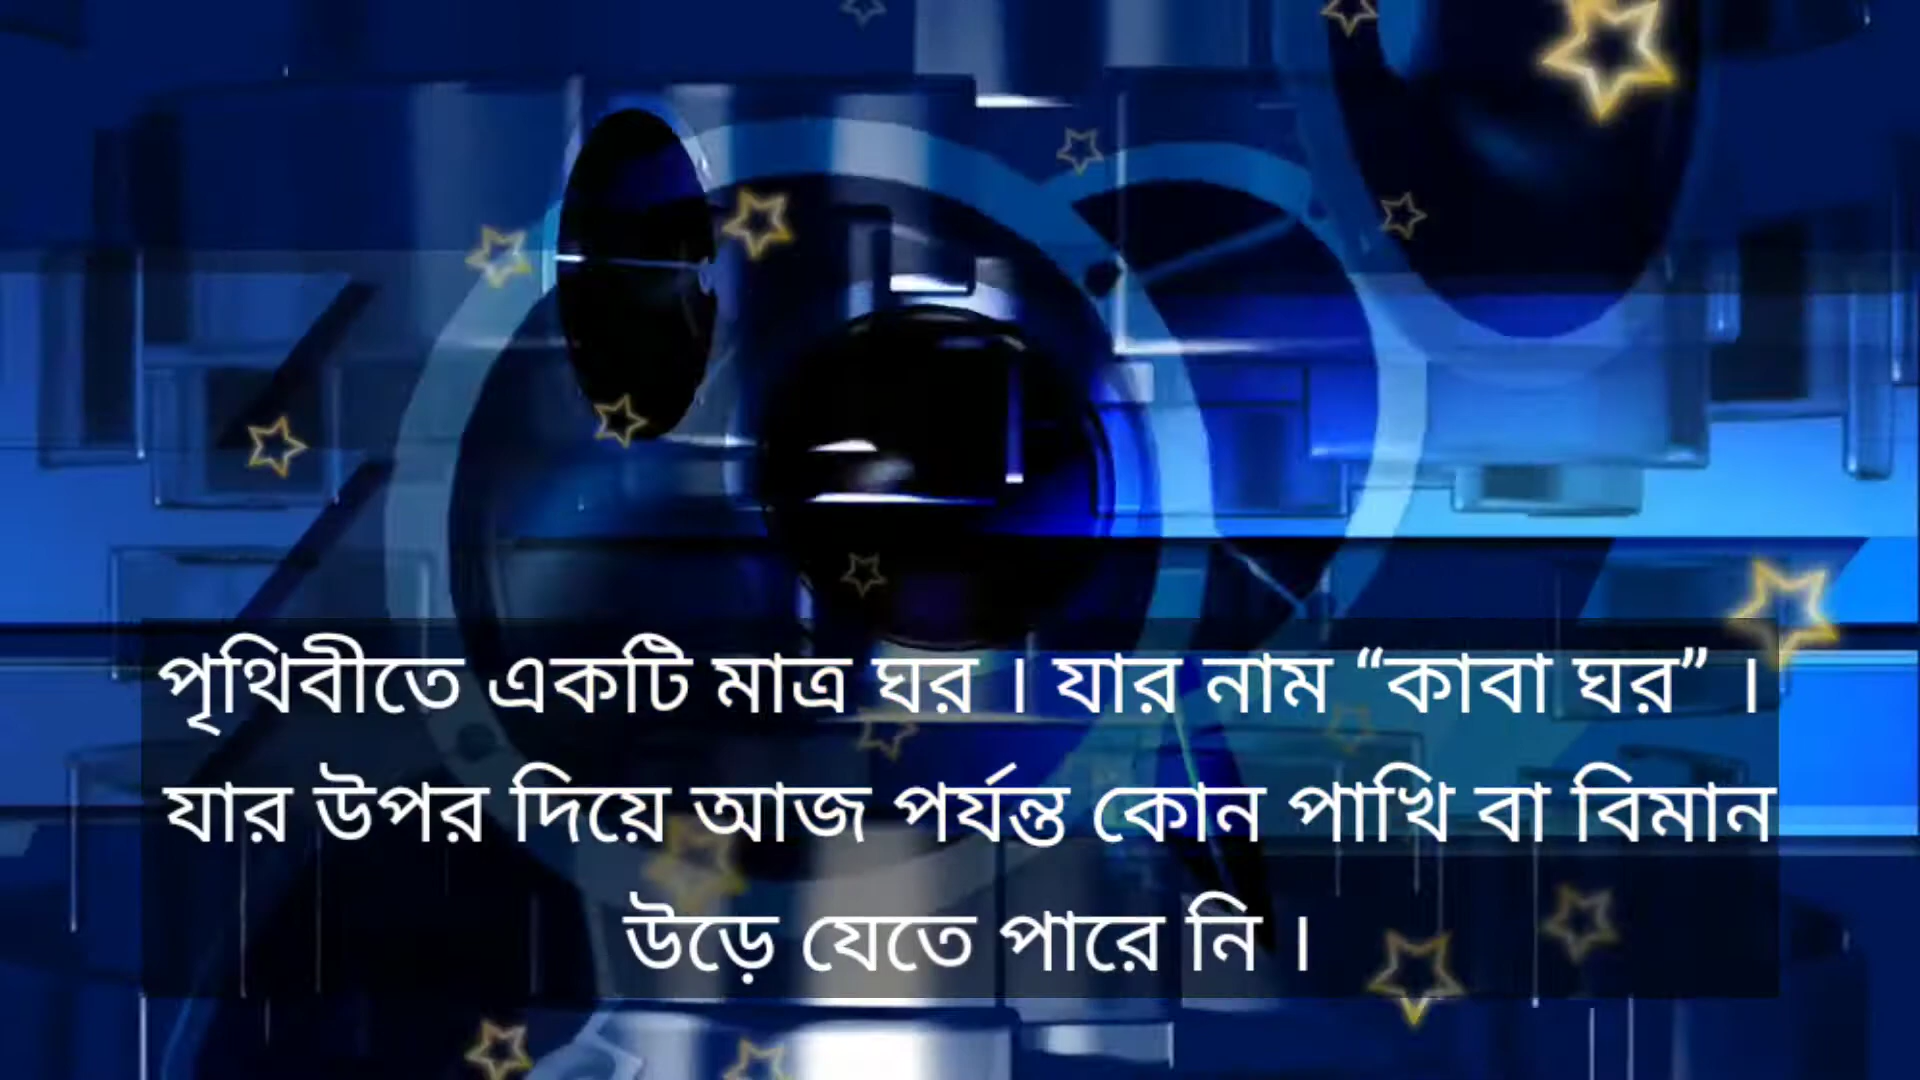 পৃথিবীতে একটি মাত্র ঘর । যার নাম “কাবা ঘর” ।
যার উপর দিয়ে আজ পর্যন্ত কোন পাখি বা বিমান
উড়ে যেতে পারে নি ।